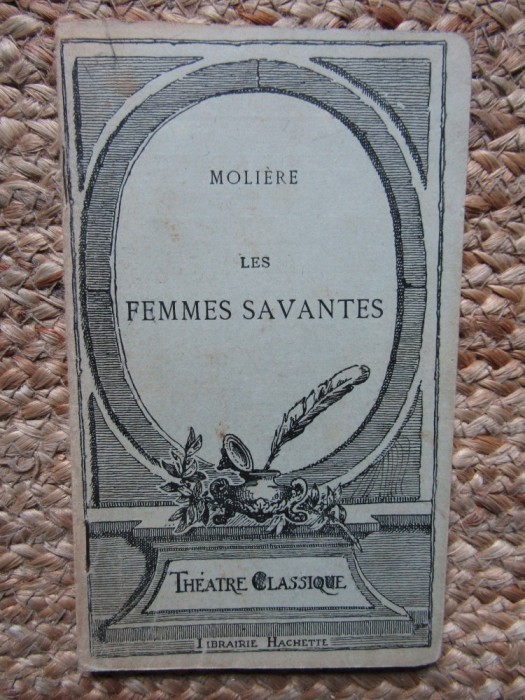 MOLIÈRE
LES
FEMMES SAVANTES
THÉATRE CLASSIQUE
LIBRAIRIE HACHETTE